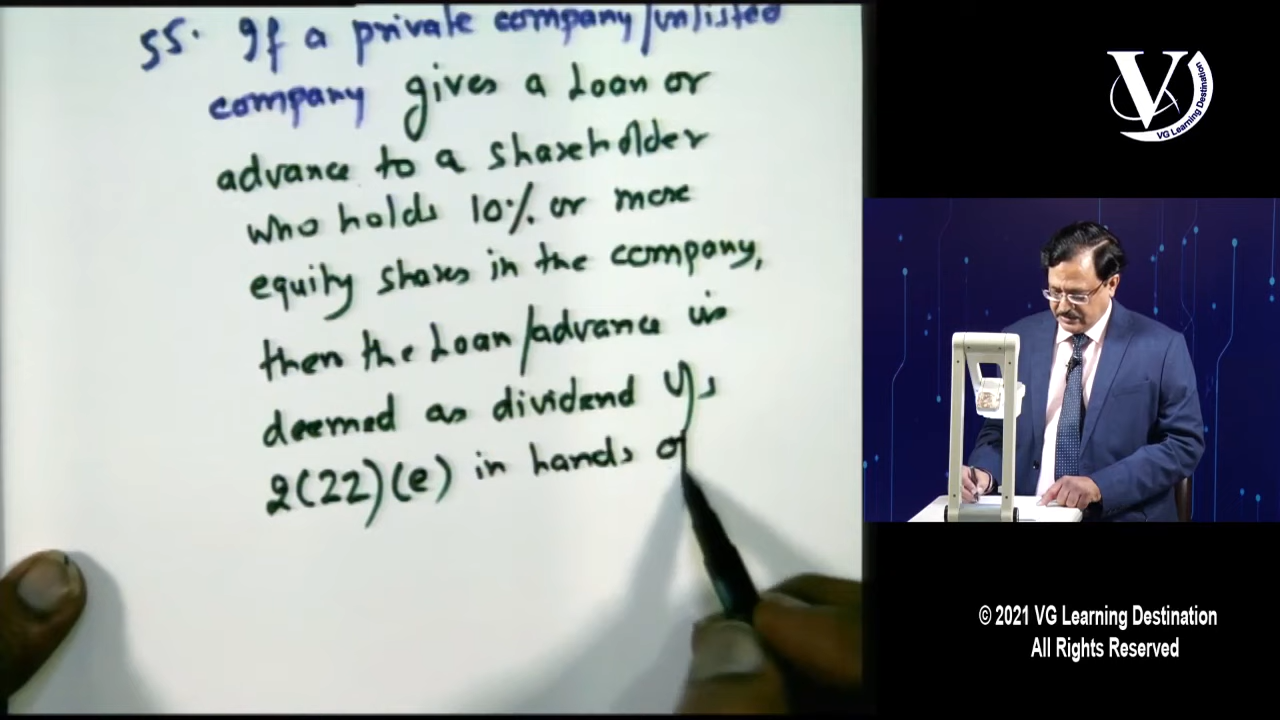 55. If a private company/unlisted
company gives a Loan or
advance to a shareholder
who holds 10% or more
equity shares in the company,
then the Loan/advance is
deemed as dividend u/s
2(22)(e) in hands of
V
VG Learning Destination
© 2021 VG Learning Destination
All Rights Reserved